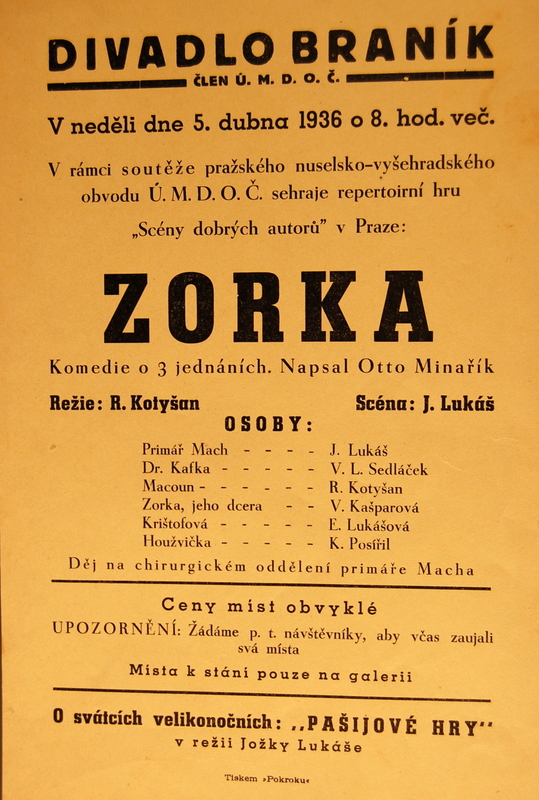 DIVADLO BRANÍK
ČLEN Ú. M. D. O. Č.
V neděli dne 5. dubna 1936 o 8. hod. več.
V rámci soutěže pražského nuselsko-vyšehradského
obvodu Ú. M. D. O. Č. sehraje repertoirní hru
„Scény dobrých autorů" v Praze:
ZORKA
Komedie o 3 jednáních. Napsal Otto Minařík
Režie: R. Kotyšan Scéna: J. Lukáš
OSOBY:
Primář Mach - - - - J. Lukáš
Dr. Kafka - - - - - V. L. Sedláček
Macoun - - - - - - R. Kotyšan
Zorka, jeho dcera - - V. Kašparová
Krištofová - - - - - E. Lukášová
Houžvička - - - - - K. Posířil
Děj na chirurgickém oddělení primáře Macha
Ceny míst obvyklé
UPOZORNĚNÍ: Žádáme p. t. návštěvníky, aby včas zaujali
svá místa
Místa k stání pouze na galerii
O svátcích velikonočních: „PAŠIJOVÉ HRY"
v režii Jožky Lukáše
Tiskem »Pokroku«